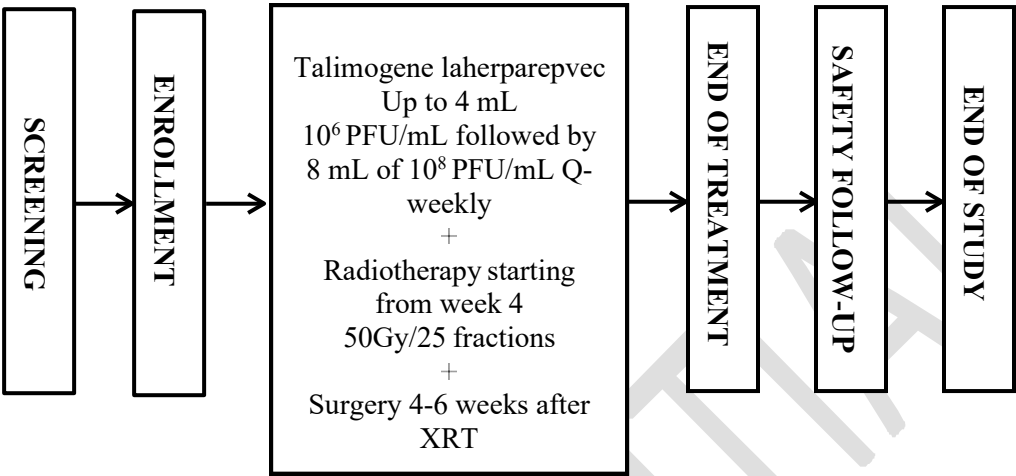 SCREENING
ENROLLMENT
Talimogene laherparepvec
Up to 4 mL
10⁶ PFU/mL followed by
8 mL of 10⁸ PFU/mL Q-
weekly
+
Radiotherapy starting
from week 4
50Gy/25 fractions
+
Surgery 4-6 weeks after
XRT
END OF TREATMENT
SAFETY FOLLOW-UP
END OF STUDY
TIAL